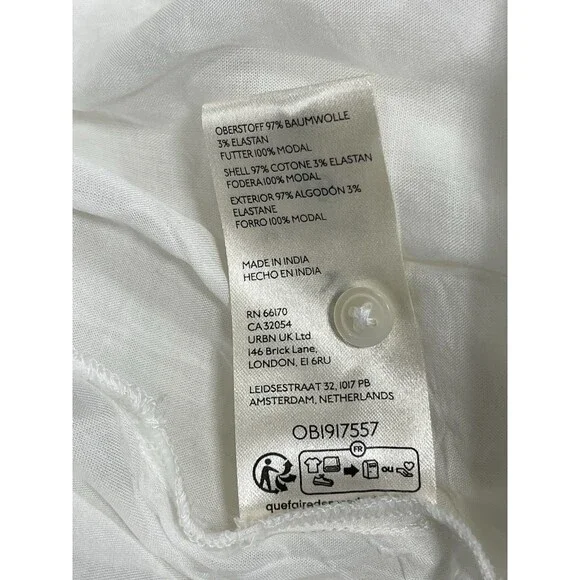 OBERSTOFF 97% BAUMWOLLE
3% ELASTAN
FUTTER 100% MODAL
SHELL 97% COTONE 3% ELASTAN
FODERA 100% MODAL
EXTERIOR 97% ALGODÓN 3%
ELASTANE
FORRO 100% MODAL
MADE IN INDIA
HECHO EN INDIA
RN 66170
CA 32054
URBN UK Ltd
146 Brick Lane,
LONDON, E1 6RU
LEIDSESTRAAT 32, 1017 PB
AMSTERDAM, NETHERLANDS
OB1917557
FR
OU